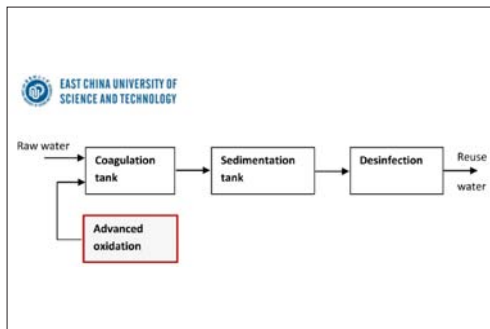 EAST CHINA UNIVERSITY OF
SCIENCE AND TECHNOLOGY
Raw water
Coagulation
tank
Sedimentation
tank
Desinfection
Reuse
water
Advanced
oxidation